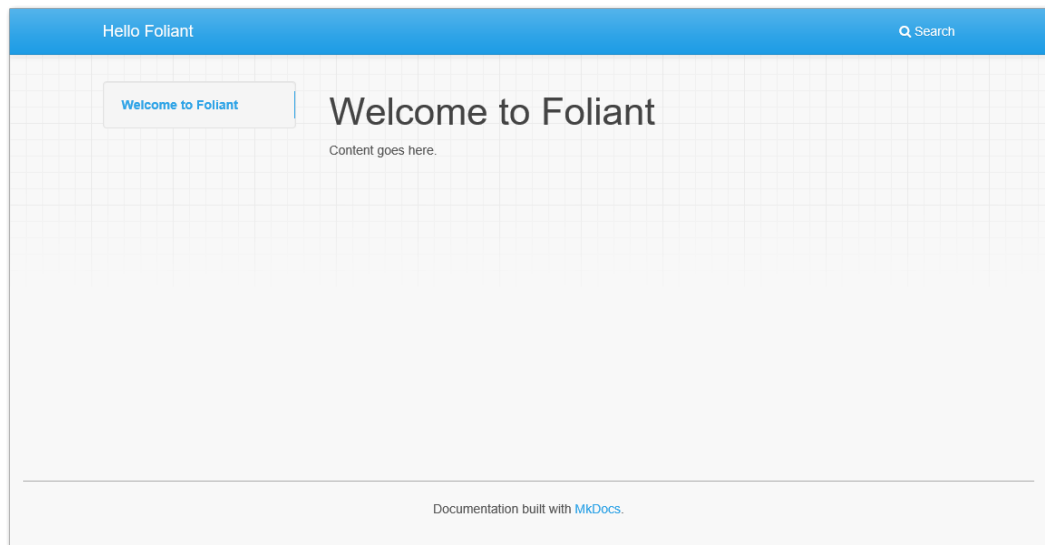 Hello Foliant
Search
Welcome to Foliant
Welcome to Foliant
Content goes here.
Documentation built with MkDocs.